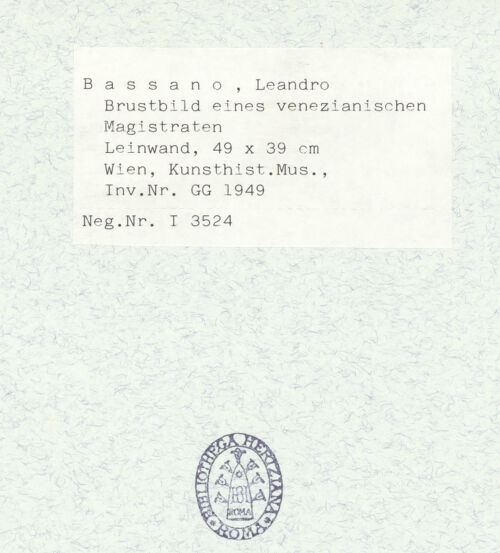 B a s s a n o , Leandro
Brustbild eines venezianischen
Magistraten
Leinwand, 49 x 39 cm
Wien, Kunsthist.Mus.,
Inv.Nr. GG 1949
Neg.Nr. I 3524
BIBLIOTHECA HERTZIANA
ROMA
ROMA